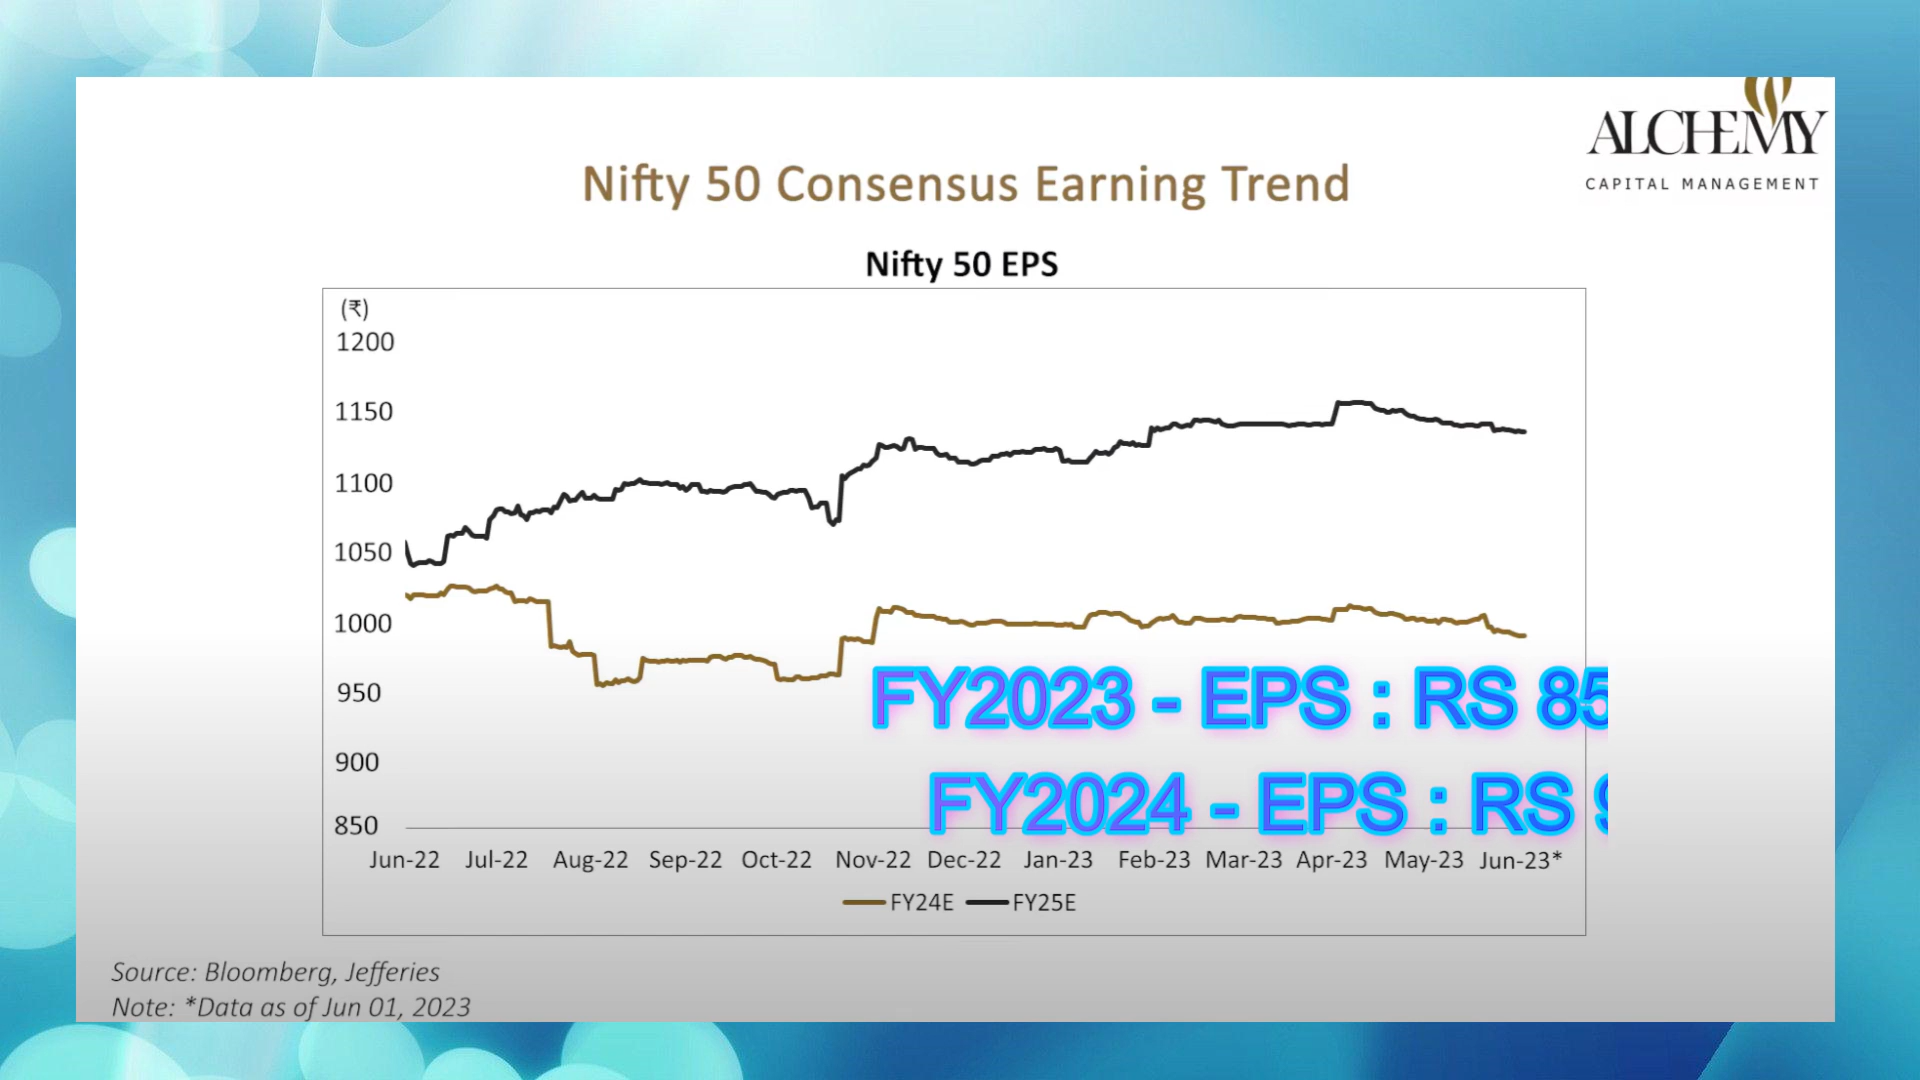 ALCHEMY
CAPITAL MANAGEMENT
Nifty 50 Consensus Earning Trend
Nifty 50 EPS
(₹)
1200
1150
1100
1050
1000
950
900
850
FY2023 - EPS : RS 85
FY2024 - EPS : RS
Jun-22 Jul-22 Aug-22 Sep-22 Oct-22 Nov-22 Dec-22 Jan-23 Feb-23 Mar-23 Apr-23 May-23 Jun-23*
FY24E FY25E
Source: Bloomberg, Jefferies
Note: *Data as of Jun 01, 2023